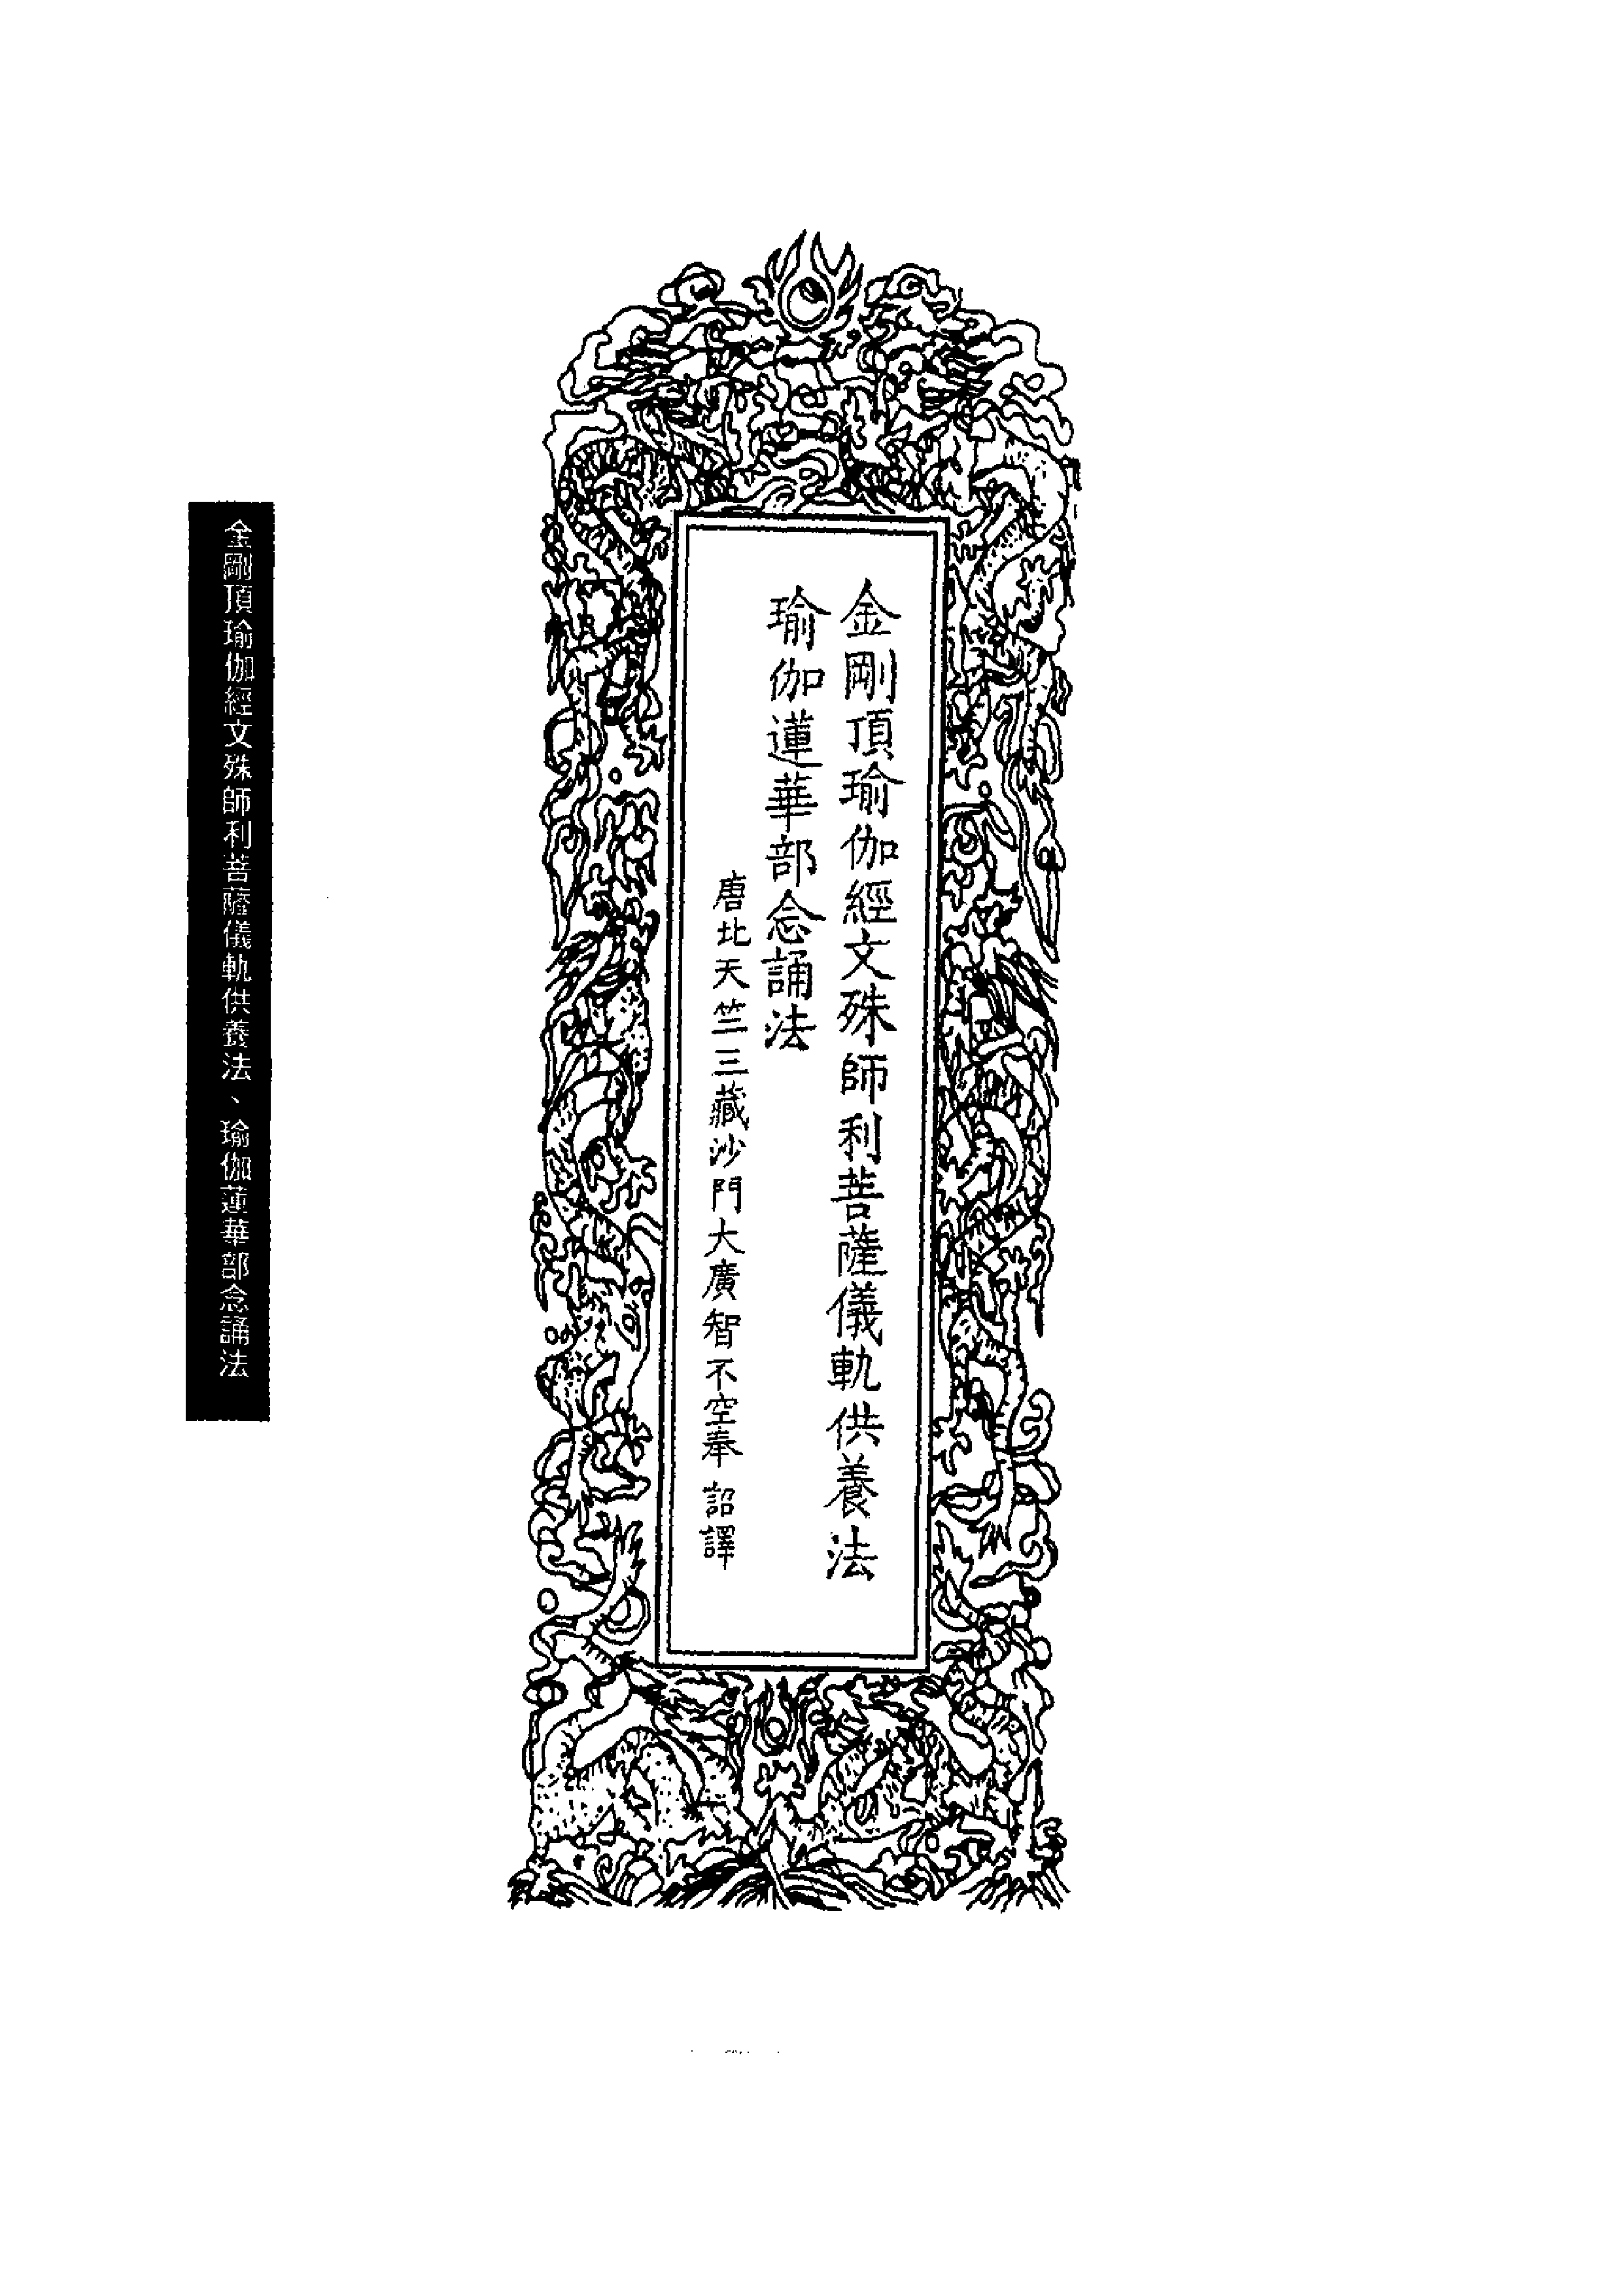 金剛頂瑜伽經文殊師利菩薩儀軌供養法
瑜伽蓮華部念誦法
唐北天竺三藏沙門大廣智不空奉 詔譯
金剛頂瑜伽經文殊師利菩薩儀軌供養法、瑜伽蓮華部念誦法